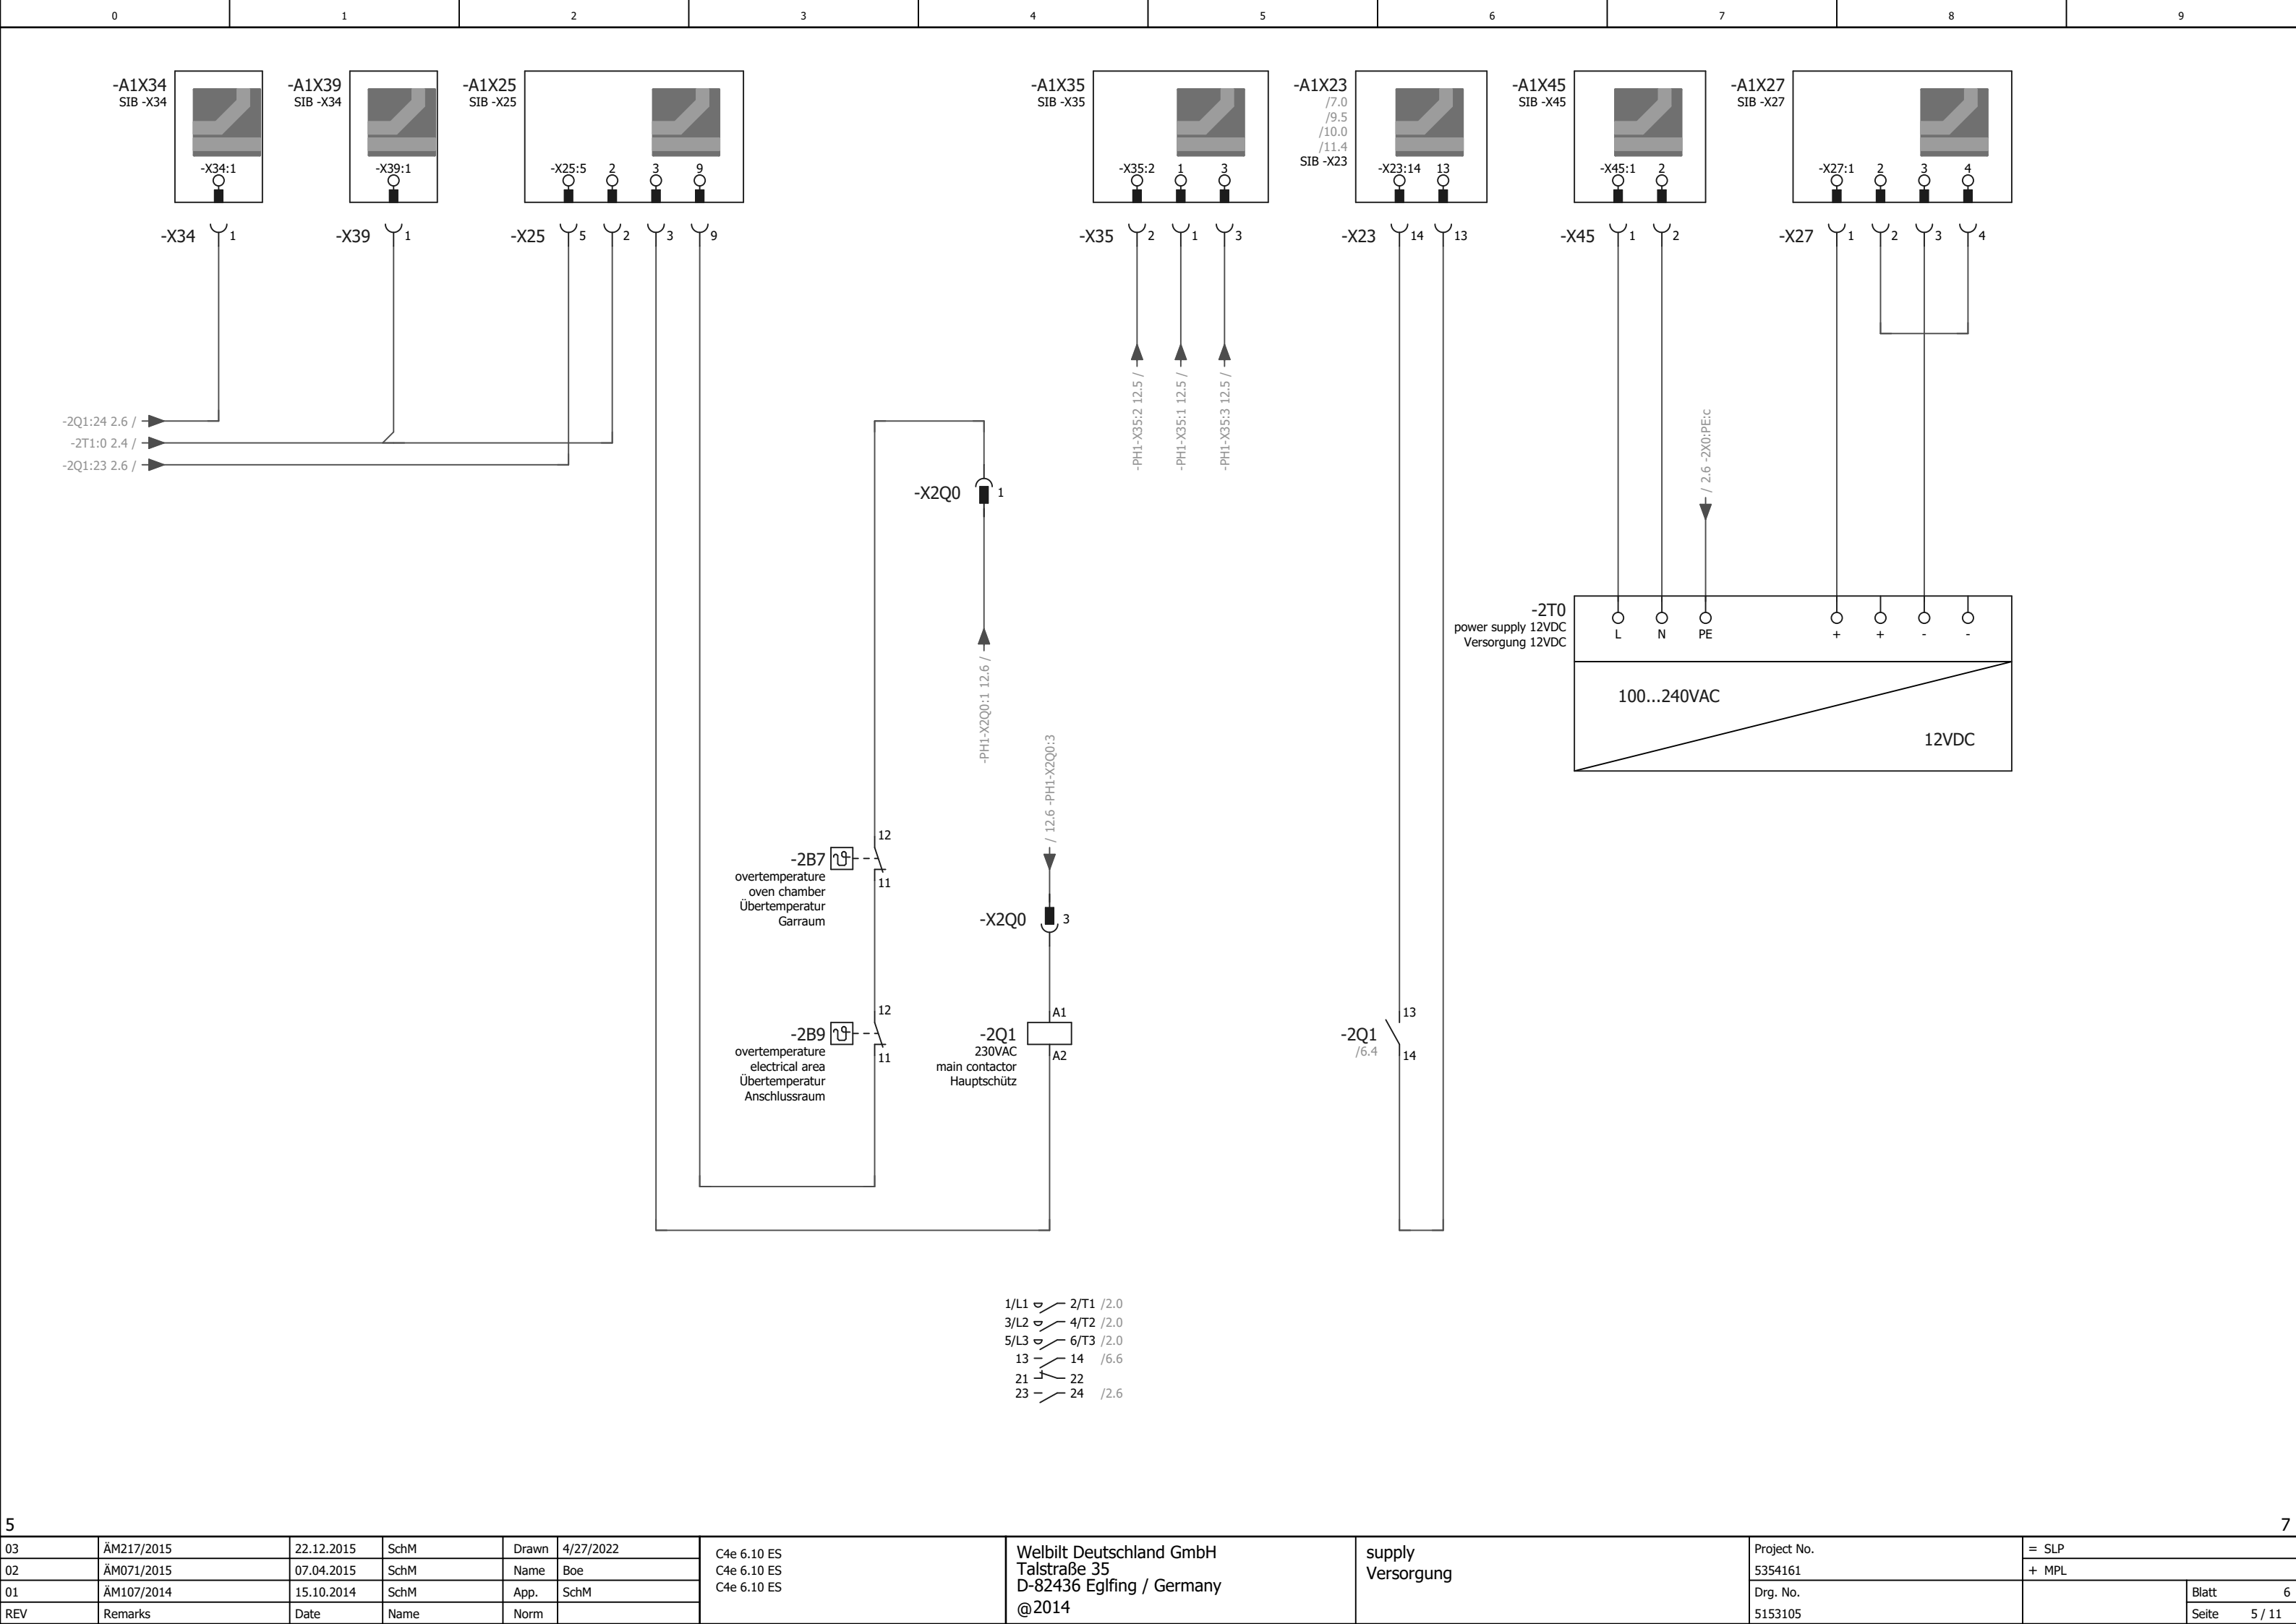 0 1 2 3 4 5 6 7 8 9
-A1X34
SIB -X34
-X34:1
-X34 1
-A1X39
SIB -X34
-X39:1
-X39 1
-A1X25
SIB -X25
-X25:5 2 3 9
-X25 5 2 3 9
-A1X35
SIB -X35
-X35:2 1 3
-X35 2 1 3
-A1X23
/7.0
/9.5
/10.0
/11.4
SIB -X23
-X23:14 13
-X23 14 13
-A1X45
SIB -X45
-X45:1 2
-X45 1 2
-A1X27
SIB -X27
-X27:1 2 3 4
-X27 1 2 3 4
-2Q1:24 2.6 /
-2T1:0 2.4 /
-2Q1:23 2.6 /
-PH1-X35:2 12.5 /
-PH1-X35:1 12.5 /
-PH1-X35:3 12.5 /
/ 2.6 -2X0:PE:c
-X2Q0 1
-PH1-X2Q0:1 12.6 /
/ 12.6 -PH1-X2Q0:3
-2T0
power supply 12VDC
Versorgung 12VDC
L N PE + + - -
100...240VAC
12VDC
12
-2B7
11
overtemperature
oven chamber
Übertemperatur
Garraum
-X2Q0 3
12
-2B9
11
overtemperature
electrical area
Übertemperatur
Anschlussraum
A1
-2Q1
A2
230VAC
main contactor
Hauptschütz
13
-2Q1
/6.4
14
1/L1 2/T1 /2.0
3/L2 4/T2 /2.0
5/L3 6/T3 /2.0
13 14 /6.6
21 22
23 24 /2.6
5
7
03 ÄM217/2015 22.12.2015 SchM Drawn 4/27/2022
02 ÄM071/2015 07.04.2015 SchM Name Boe
01 ÄM107/2014 15.10.2014 SchM App. SchM
REV Remarks Date Name Norm
C4e 6.10 ES
C4e 6.10 ES
C4e 6.10 ES
Welbilt Deutschland GmbH
Talstraße 35
D-82436 Eglfing / Germany
@2014
supply
Versorgung
Project No.
5354161
Drg. No.
5153105
= SLP
+ MPL
Blatt 6
Seite 5 / 11